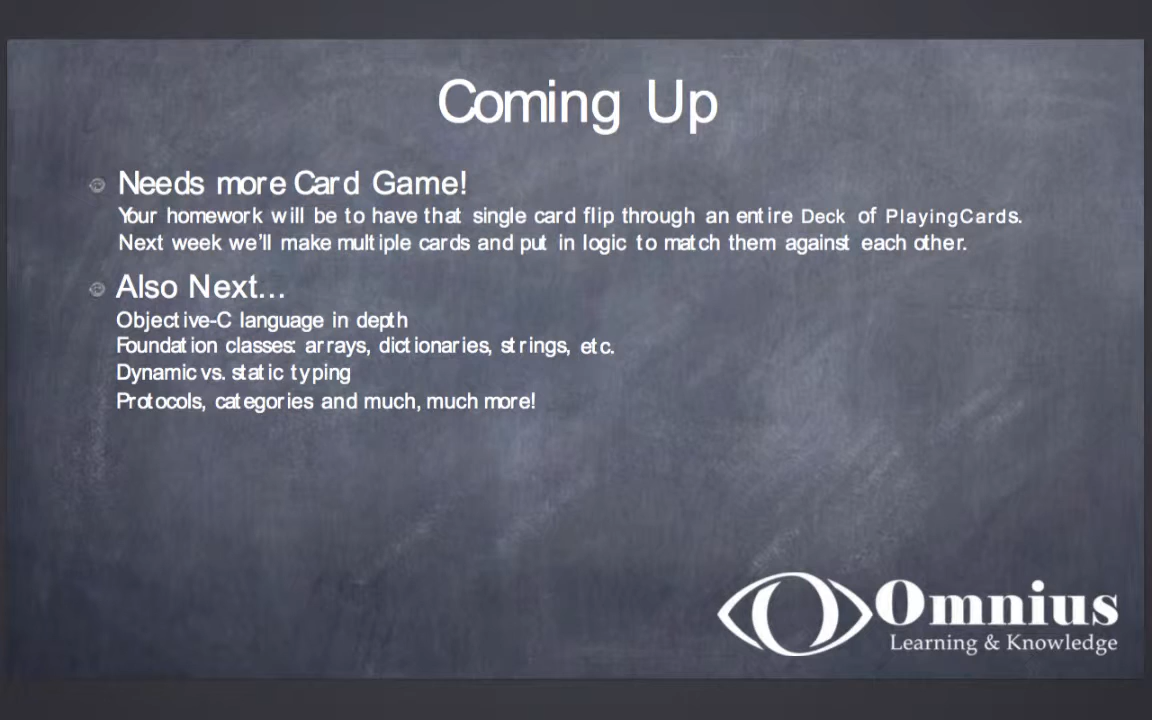 Coming Up
Needs more Card Game!
Your homework will be to have that single card flip through an entire Deck of PlayingCards.
Next week we'll make multiple cards and put in logic to match them against each other.
Also Next...
Objective-C language in depth
Foundation classes: arrays, dictionaries, strings, etc.
Dynamic vs. static typing
Protocols, categories and much, much more!
Omnius
Learning & Knowledge